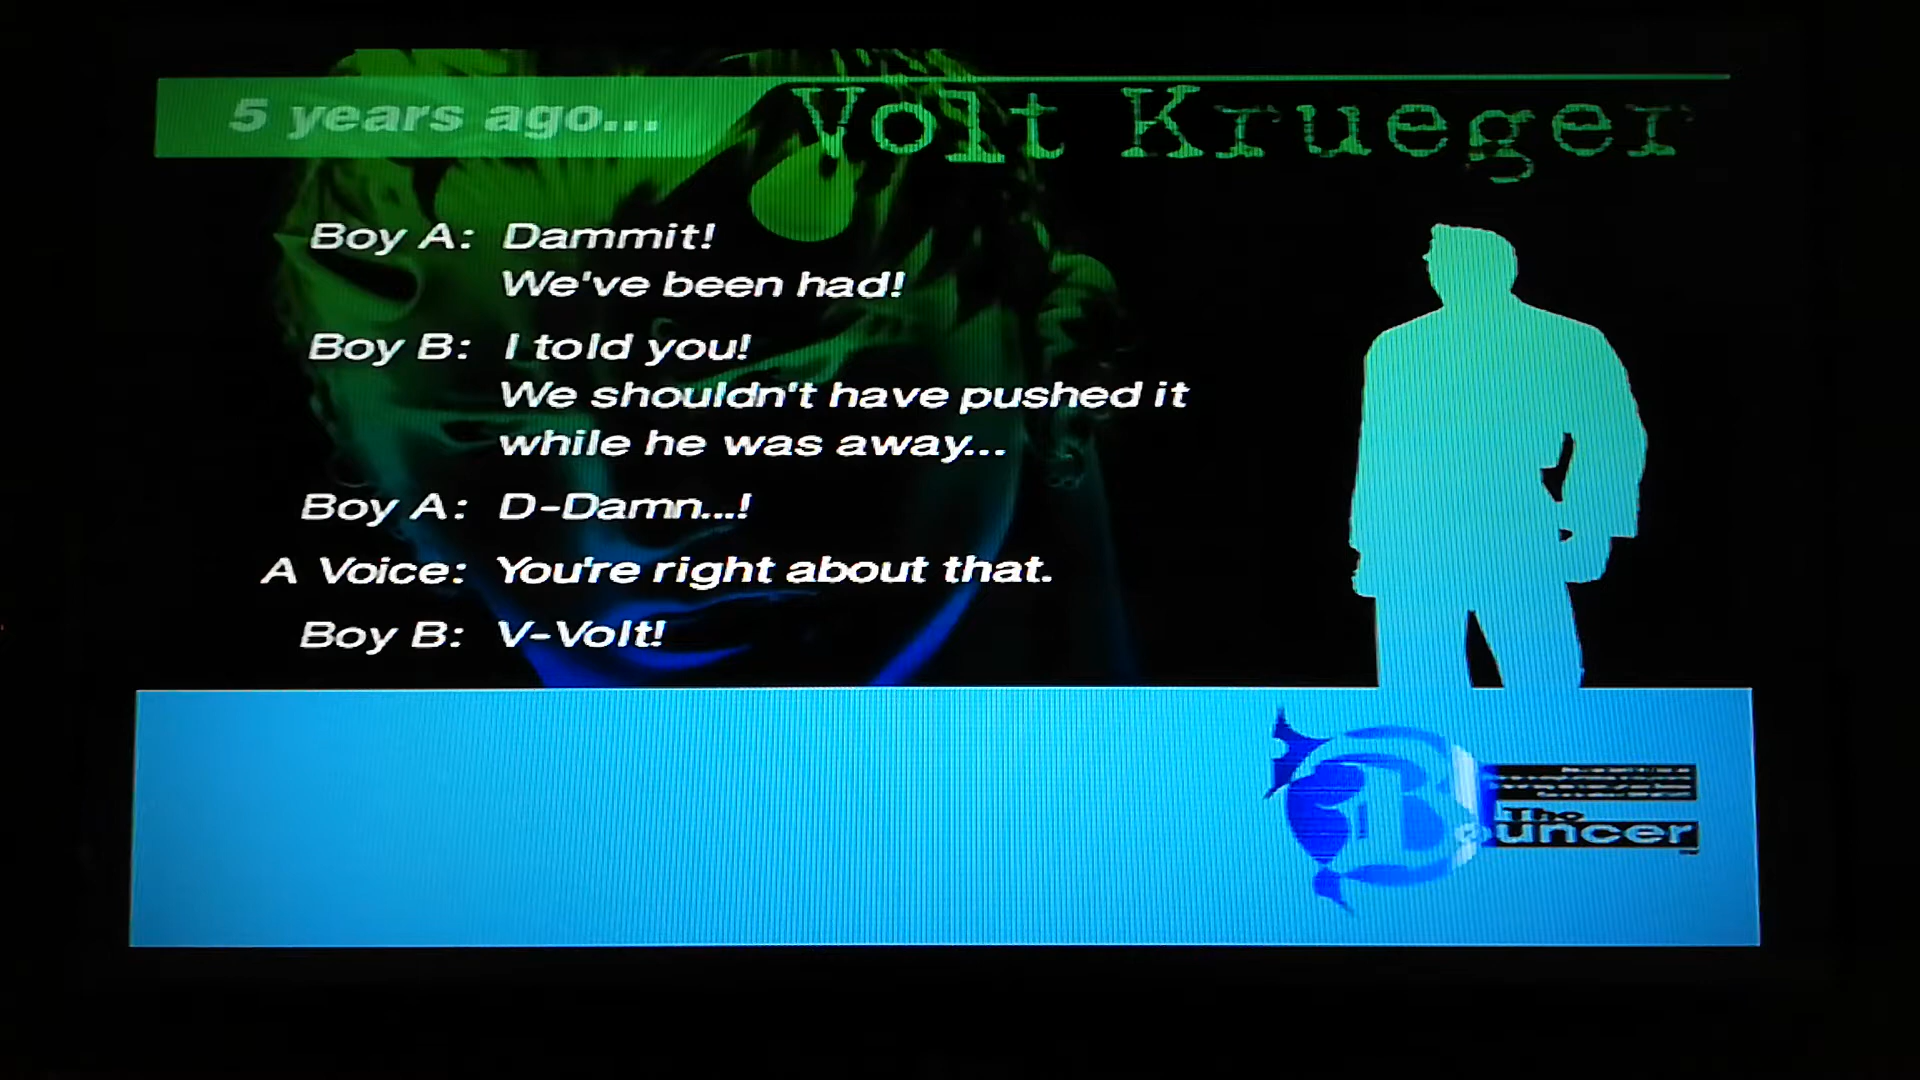 5 years ago...
Volt Krueger
Boy A: Dammit!
We've been had!
Boy B: I told you!
We shouldn't have pushed it
while he was away...
Boy A: D-Damn...!
A Voice: You're right about that.
Boy B: V-Volt!
B
The
Bouncer